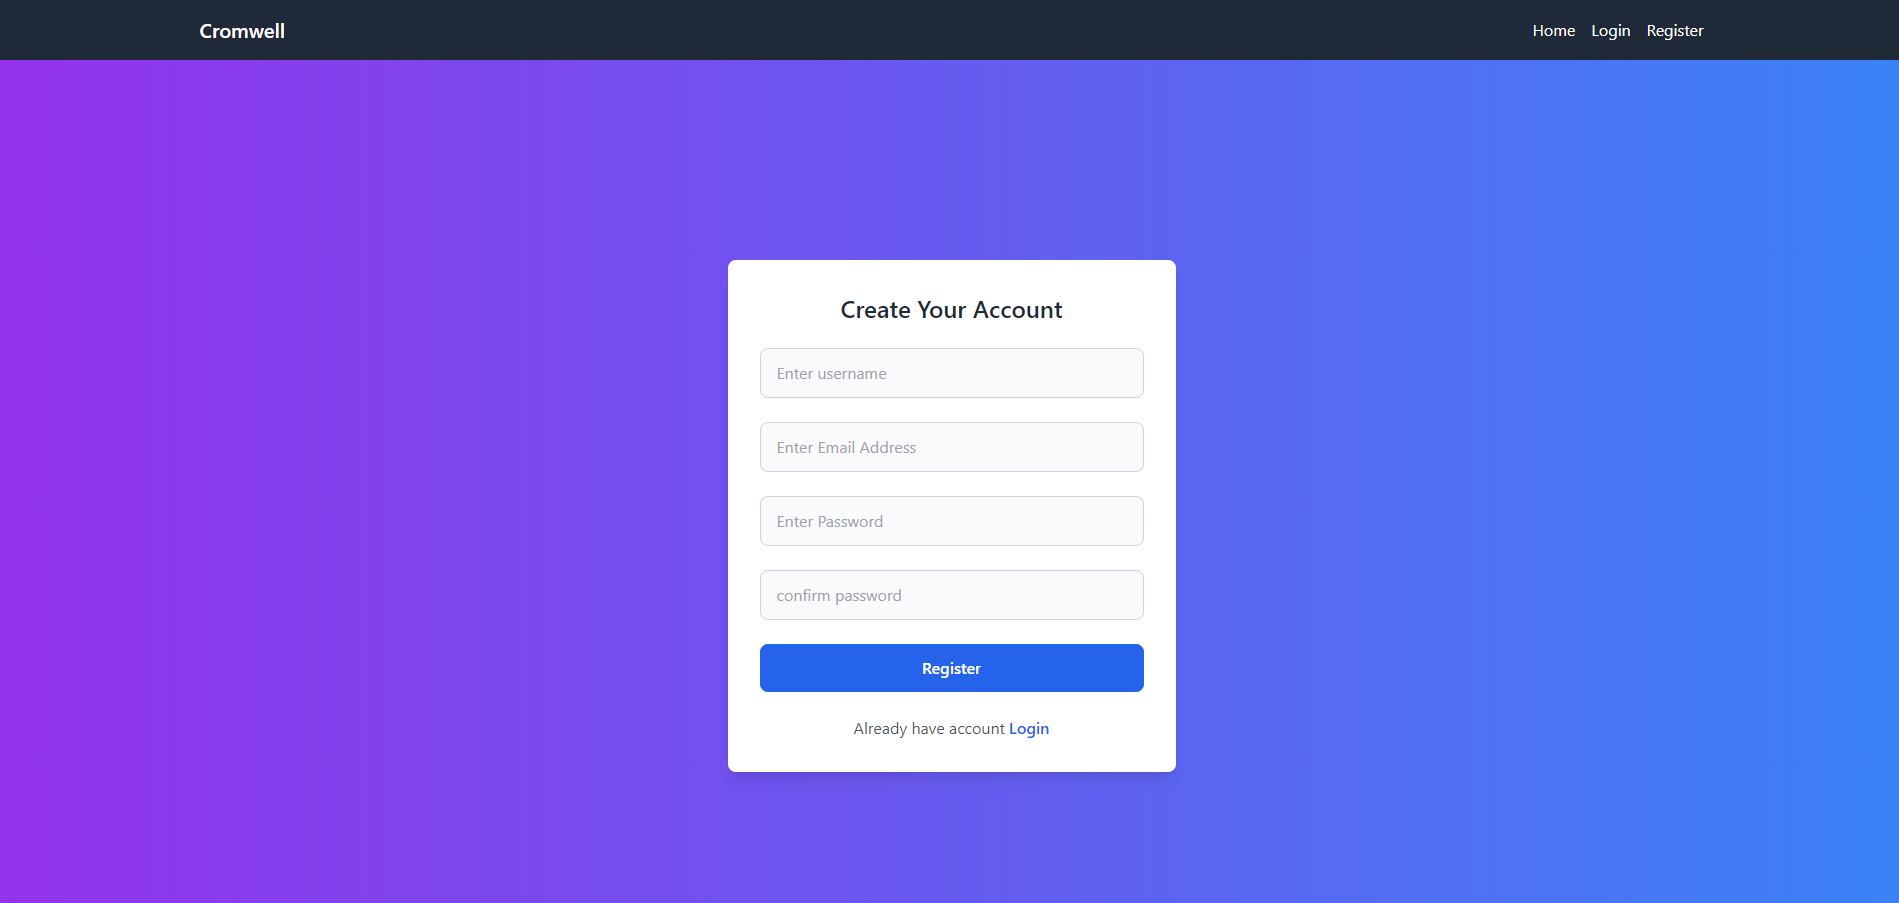 Cromwell
Home Login Register
Create Your Account
Enter username
Enter Email Address
Enter Password
confirm password
Register
Already have account Login